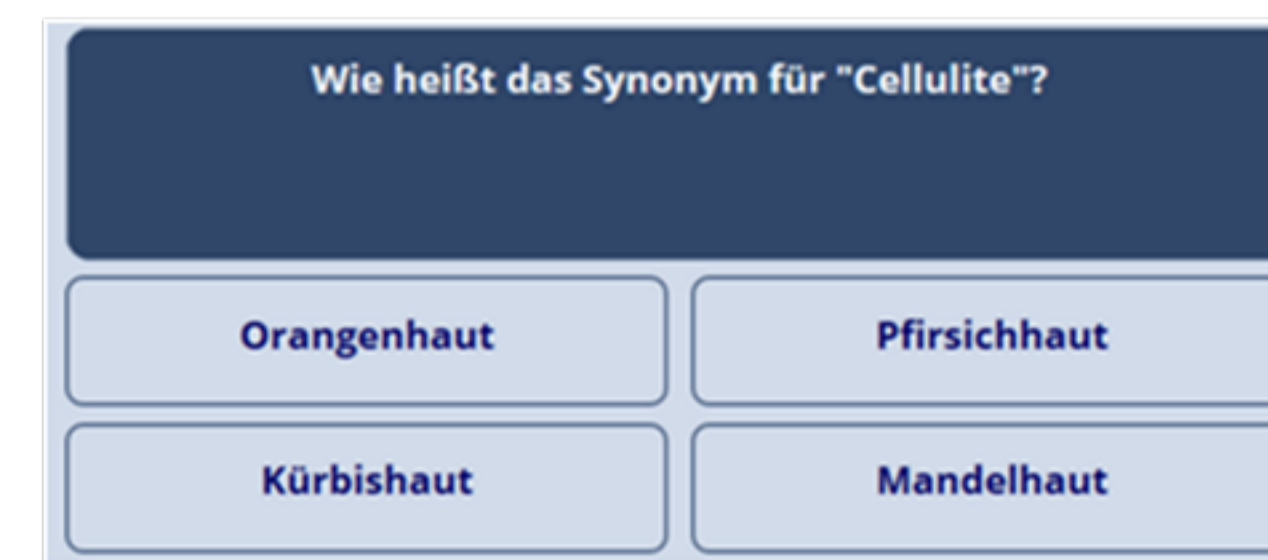 Wie heißt das Synonym für "Cellulite"?
Orangenhaut
Pfirsichhaut
Kürbishaut
Mandelhaut